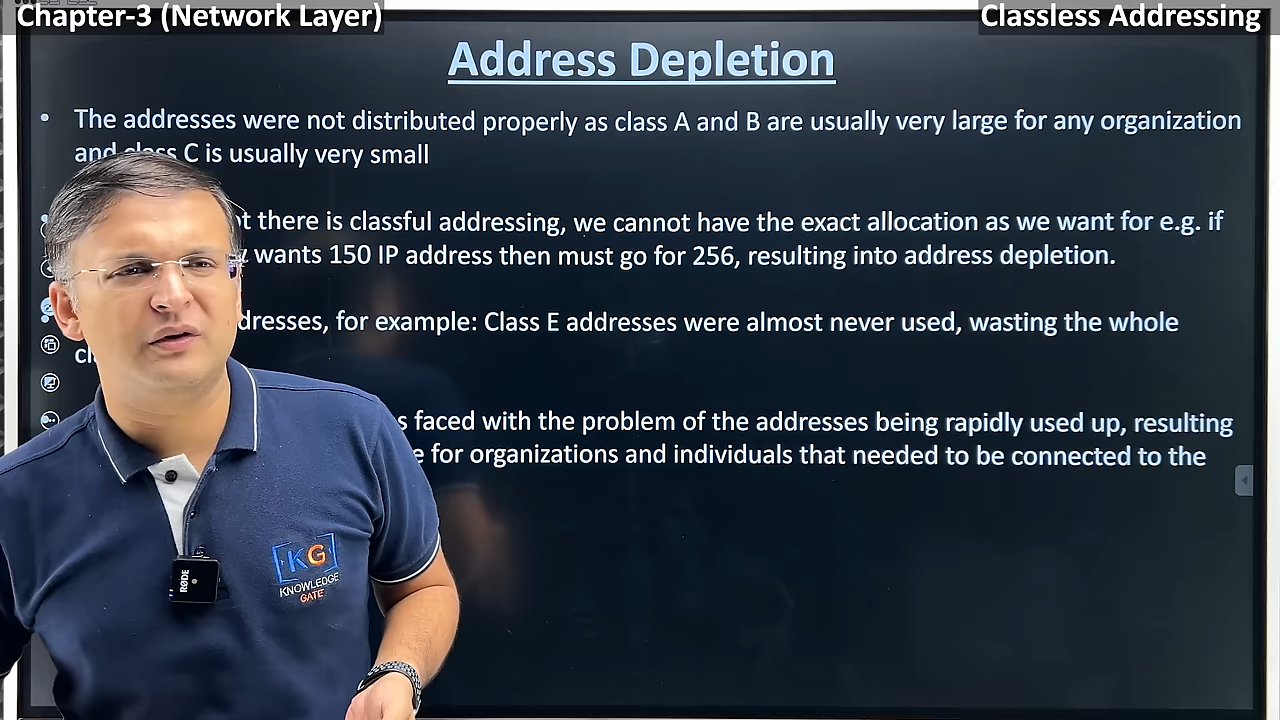 Chapter-3 (Network Layer)
Classless Addressing
Address Depletion
• The addresses were not distributed properly as class A and B are usually very large for any organization
and class C is usually very small
t there is classful addressing, we cannot have the exact allocation as we want for e.g. if
wants 150 IP address then must go for 256, resulting into address depletion.
dresses, for example: Class E addresses were almost never used, wasting the whole
s faced with the problem of the addresses being rapidly used up, resulting
e for organizations and individuals that needed to be connected to the
KG
KNOWLEDGE
GATE
RØDE